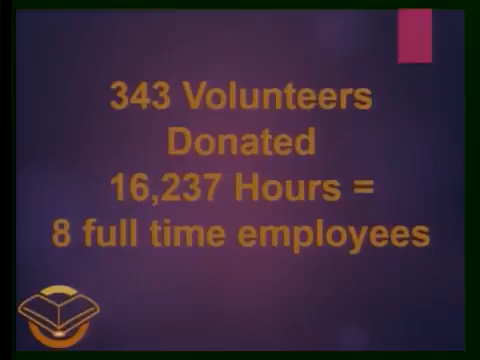 343 Volunteers
Donated
16,237 Hours =
8 full time employees